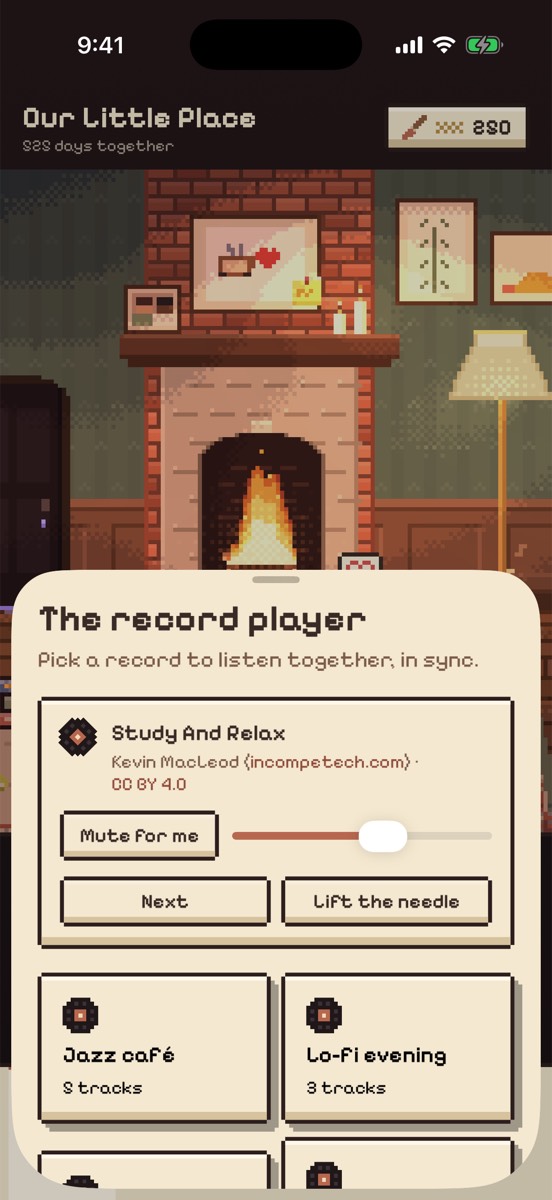 9:41
Our Little Place
828 days together
280
The record player
Pick a record to listen together, in sync.
Study And Relax
Kevin MacLeod (incompetech.com) ·
CC BY 4.0
Mute for me
Next
Lift the needle
Jazz café
8 tracks
Lo-fi evening
3 tracks